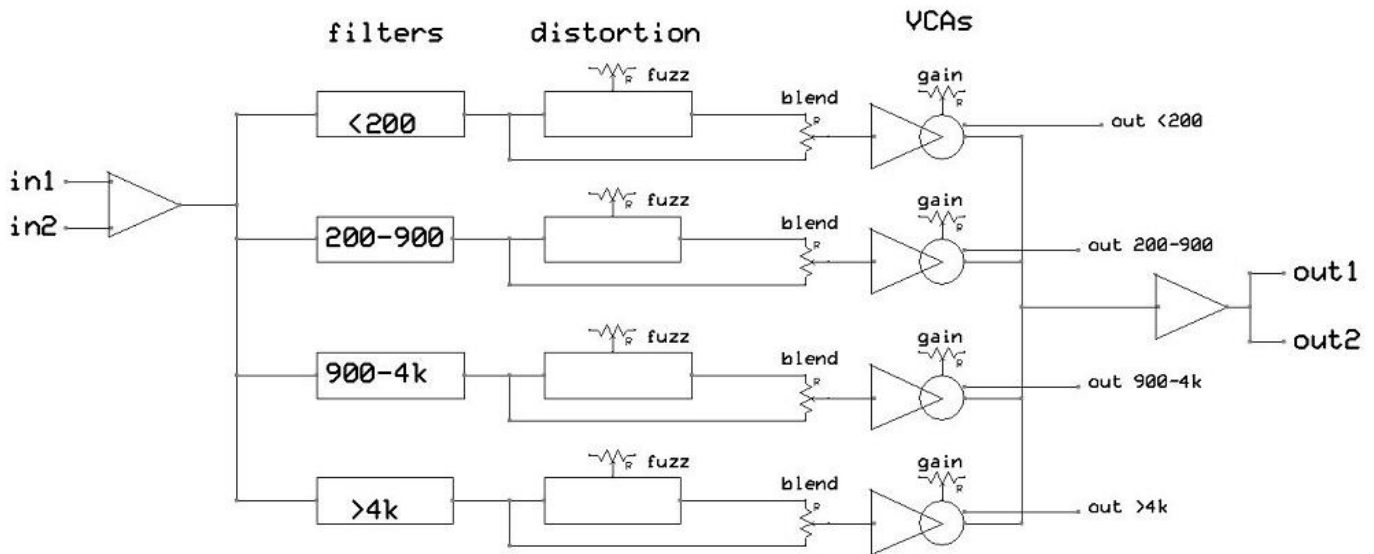 filters distortion VCAs
R fuzz gain
blend R
<200 R out <200
in1
in2
R fuzz gain
blend R
200-900 R out 200-900
out1
out2
R fuzz gain
blend R
900-4k R out 900-4k
R fuzz gain
blend R
>4k R out >4k